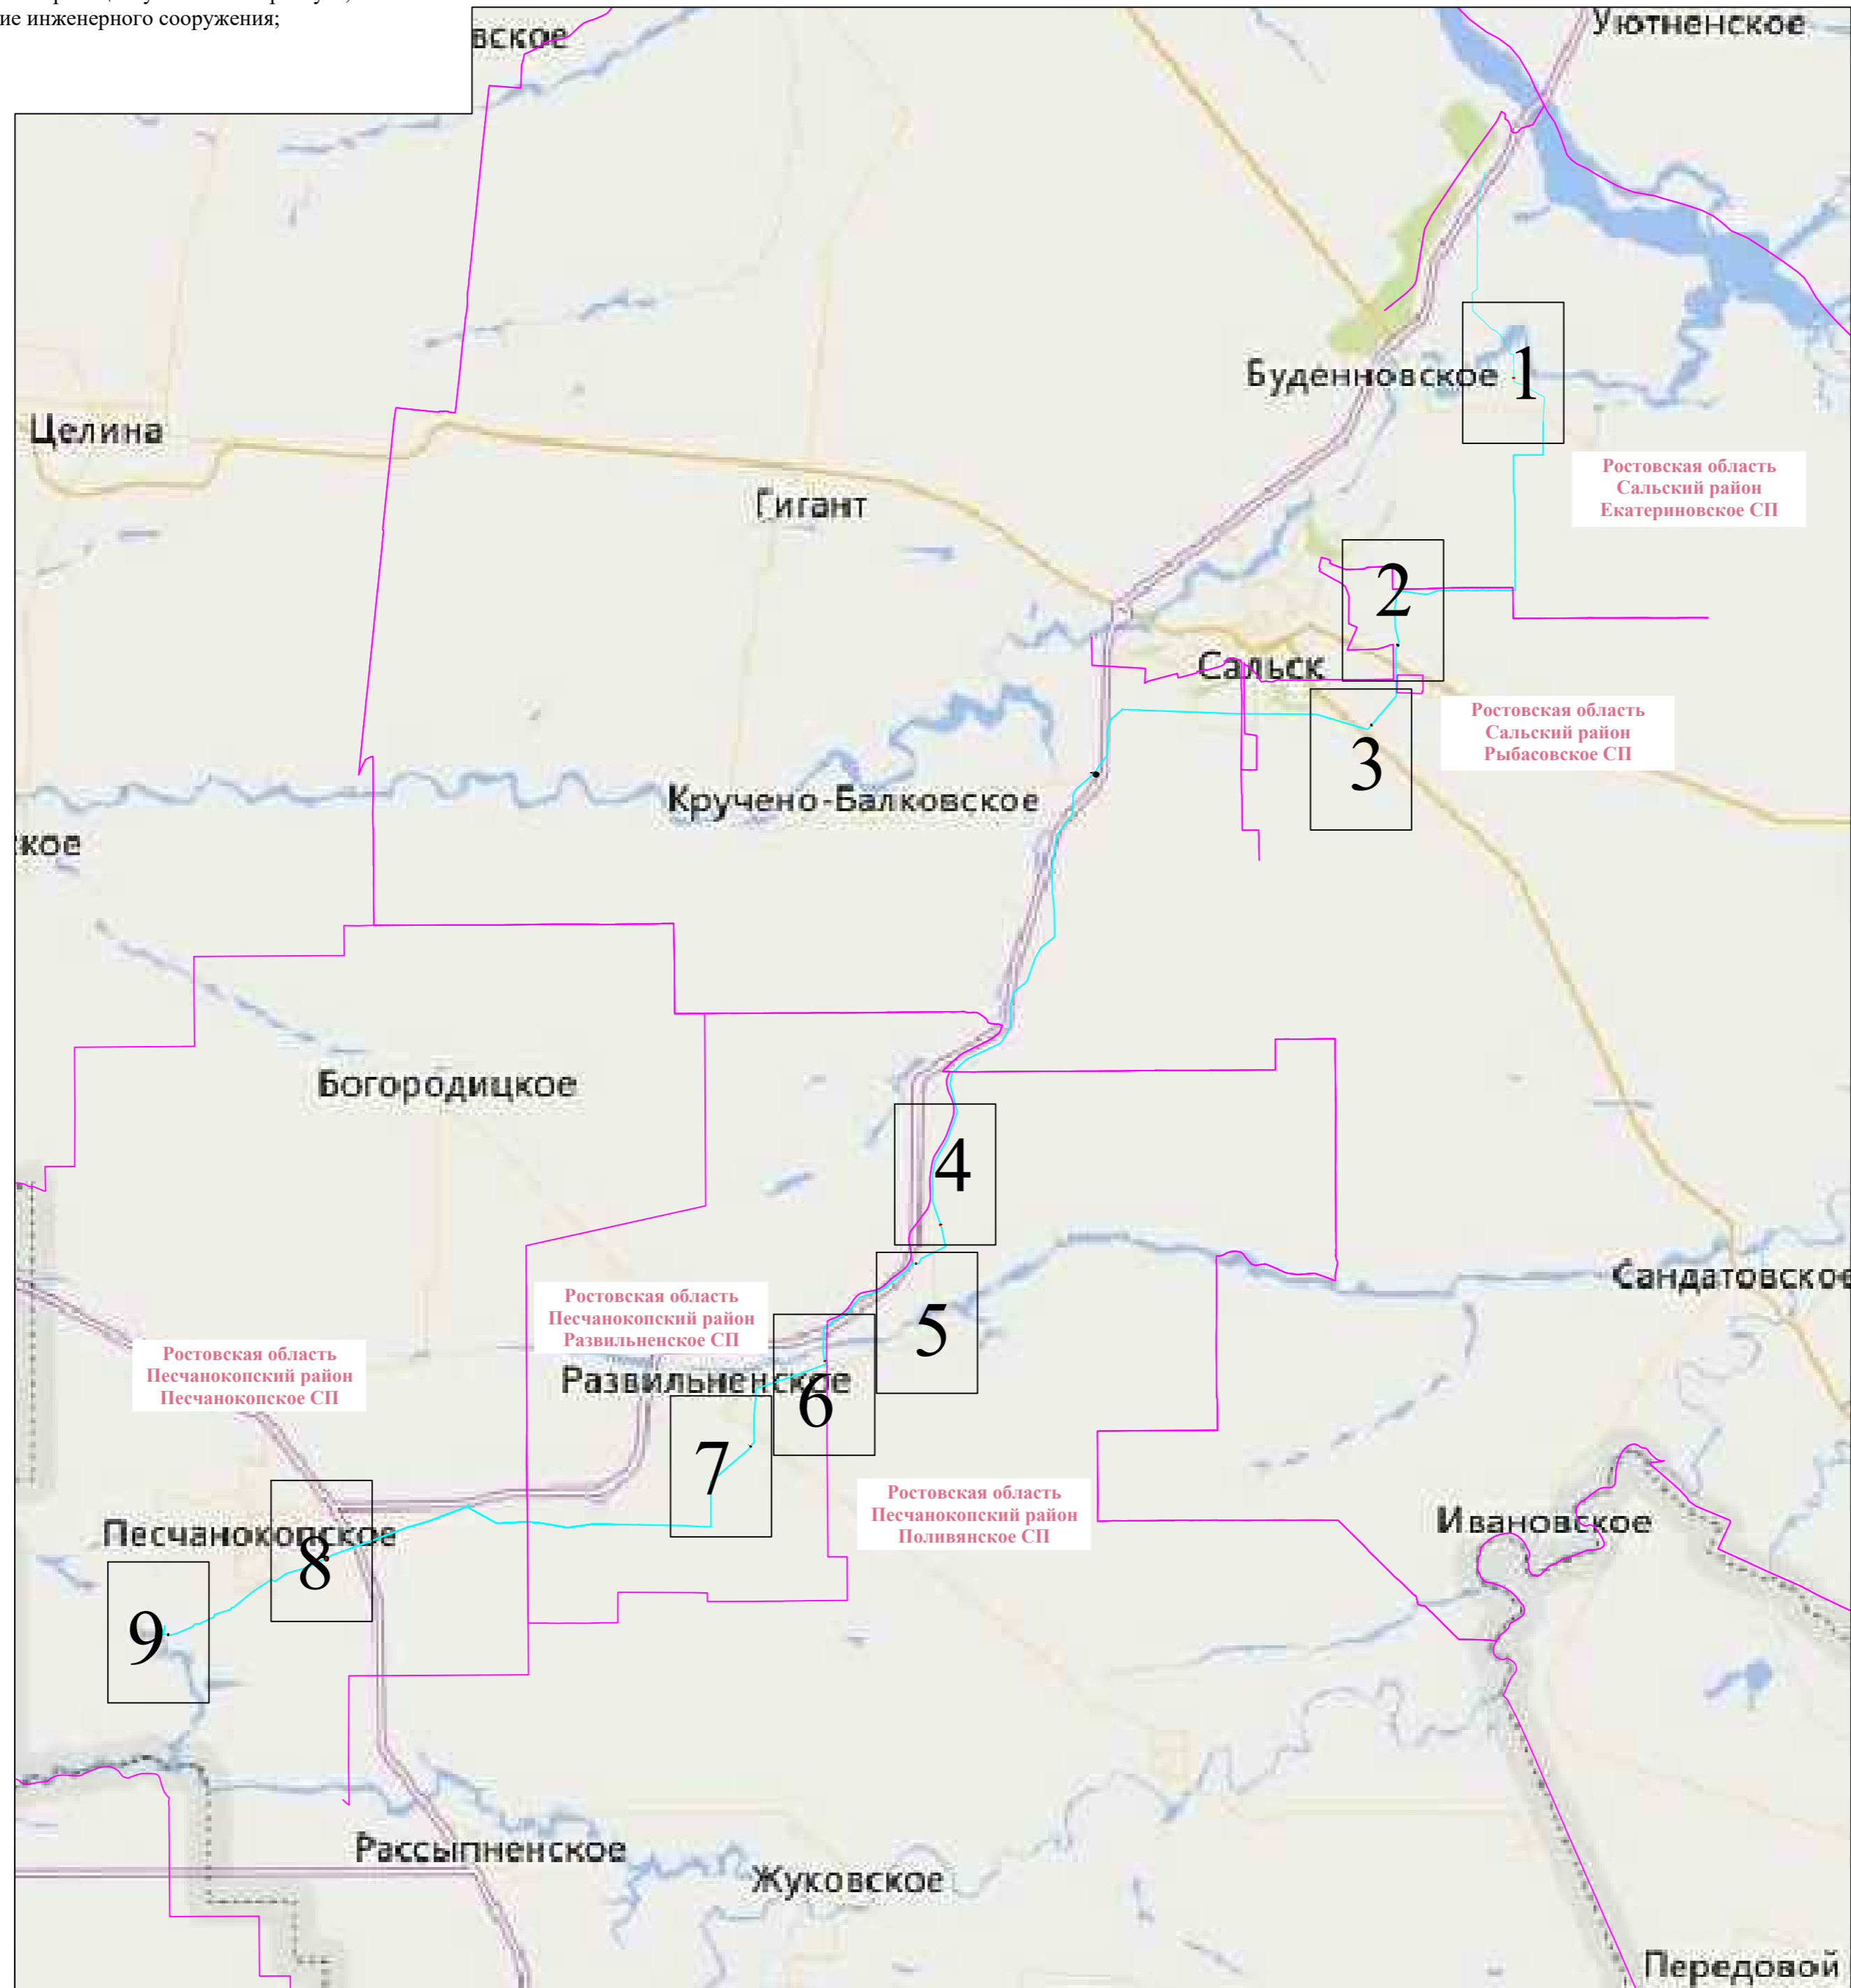 ие инженерного сооружения;
вское
Уютненское
Буденновское
1
Целина
Ростовская область
Сальский район
Екатериновское СП
Гигант
2
Сальск
Ростовская область
Сальский район
Рыбасовское СП
3
Кручено-Балковское
кое
Богородицкое
4
Сандатовское
Ростовская область
Песчанокопский район
Развильненское СП
5
Ростовская область
Песчанокопский район
Песчанокопское СП
Развильненское
6
7
Ростовская область
Песчанокопский район
Поливянское СП
Ивановское
Песчанокопское
8
9
Рассыпненское
Жуковское
Передовой